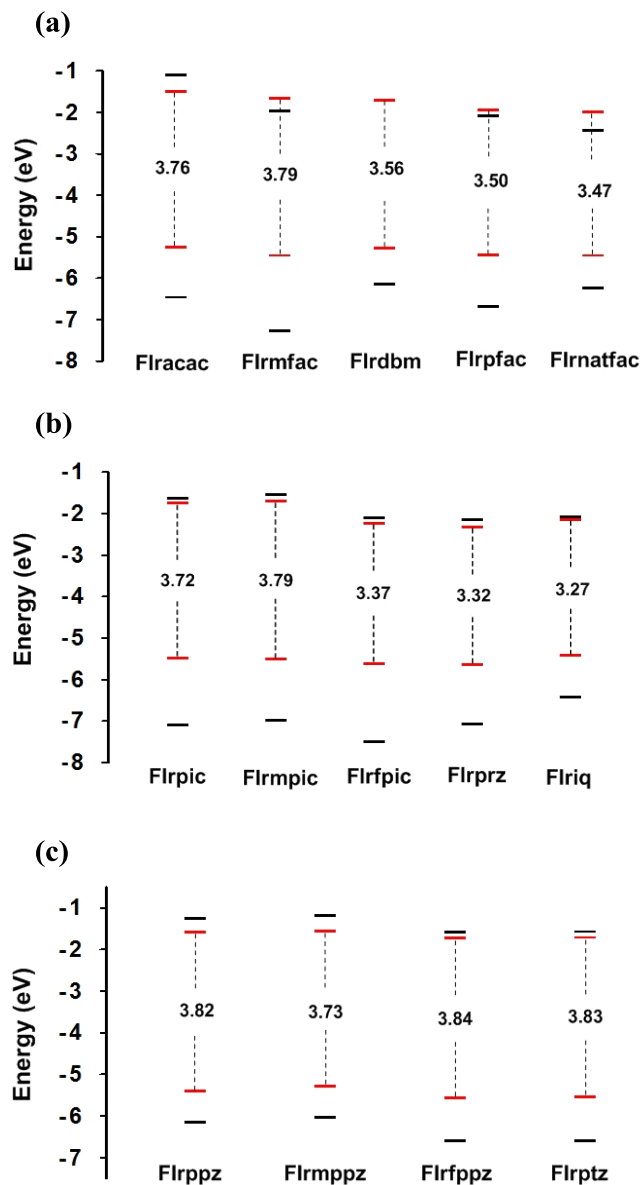 (a)
Energy (eV)
-1
-2
-3
-4
-5
-6
-7
-8
3.76
3.79
3.56
3.50
3.47
FIracac
FIrmfac
FIrdbm
FIrpfac
FIrnatfac
(b)
Energy (eV)
-1
-2
-3
-4
-5
-6
-7
-8
3.72
3.79
3.37
3.32
3.27
FIrpic
FIrmpic
FIrfpic
FIrprz
FIriq
(c)
Energy (eV)
-1
-2
-3
-4
-5
-6
-7
3.82
3.73
3.84
3.83
FIrppz
FIrmppz
FIrfppz
FIrptz